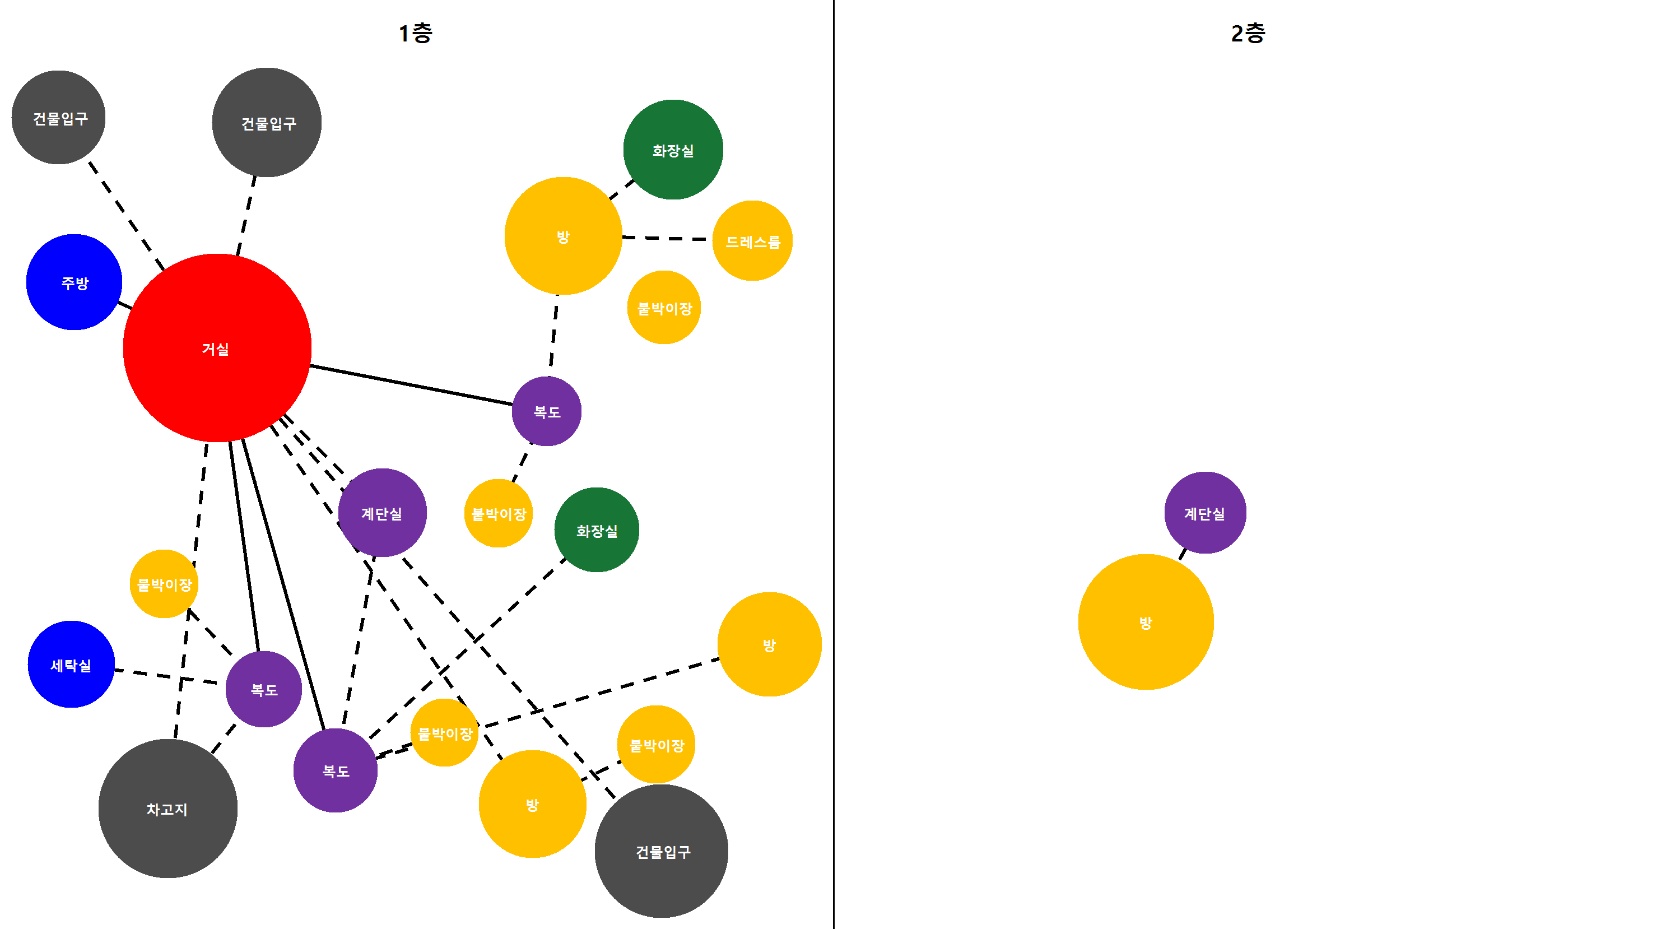 1층
2층
건물입구
건물입구
화장실
방
드레스룸
주방
붙박이장
거실
복도
계단실
붙박이장
화장실
계단실
붙박이장
방
방
세탁실
복도
붙박이장
붙박이장
복도
방
차고지
건물입구